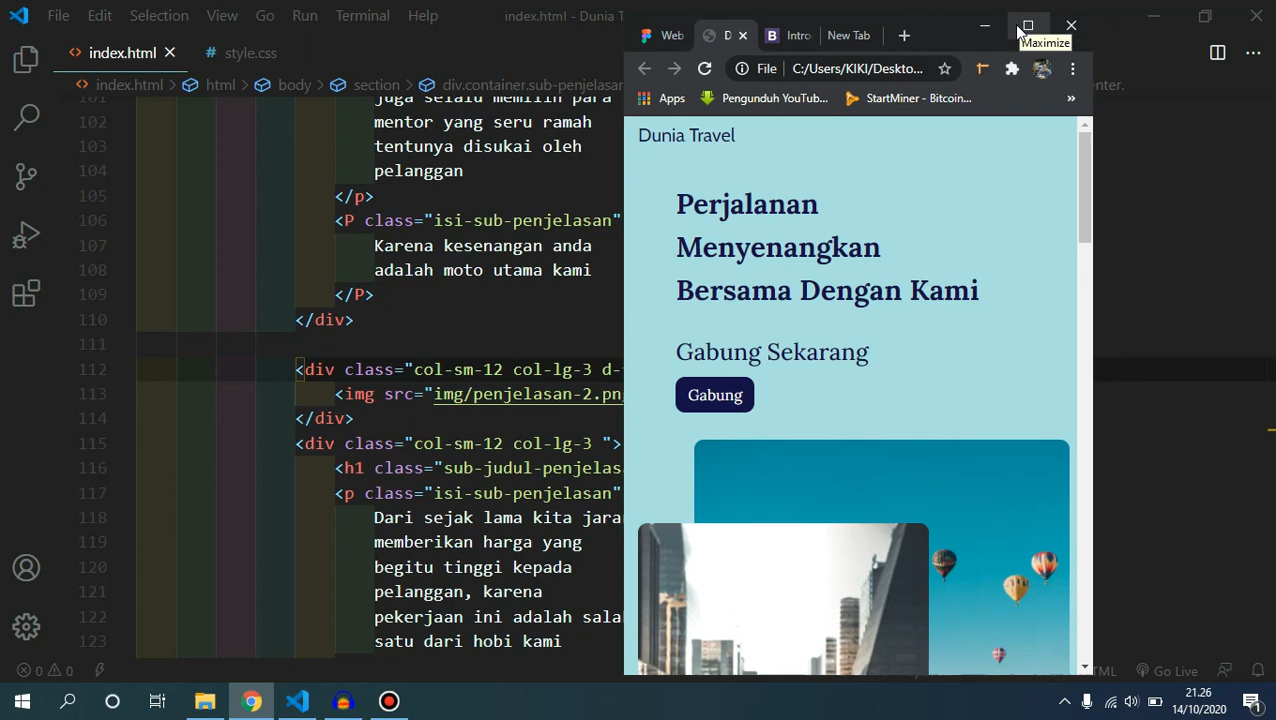 File Edit Selection View Go Run Terminal Help
index.html - Dunia T
index.html
style.css
index.html
html
body
section
div.container.sub-penjelasan
nter.
101
juga selalu memilih para
102 mentor yang seru ramah
103 tentunya disukai oleh
104 pelanggan
105 </p>
106 <P class="isi-sub-penjelasan"
107 Karena kesenangan anda
108 adalah moto utama kami
109 </P>
110 </div>
111
112 <div class="col-sm-12 col-lg-3 d-
113 <img src="img/penjelasan-2.pn
114 </div>
115 <div class="col-sm-12 col-lg-3 ">
116 <h1 class="sub-judul-penjelas
117 <p class="isi-sub-penjelasan"
118 Dari sejak lama kita jara
119 memberikan harga yang
120 begitu tinggi kepada
121 pelanggan, karena
122 pekerjaan ini adalah sala
123 satu dari hobi kami
0 0
TML
Go Live
Web
D
B Intro
New Tab
Maximize
File C:/Users/KIKI/Deskto...
Apps
Pengunduh YouTub...
StartMiner - Bitcoin...
»
Dunia Travel
Perjalanan
Menyenangkan
Bersama Dengan Kami
Gabung Sekarang
Gabung
21.26
14/10/2020
1